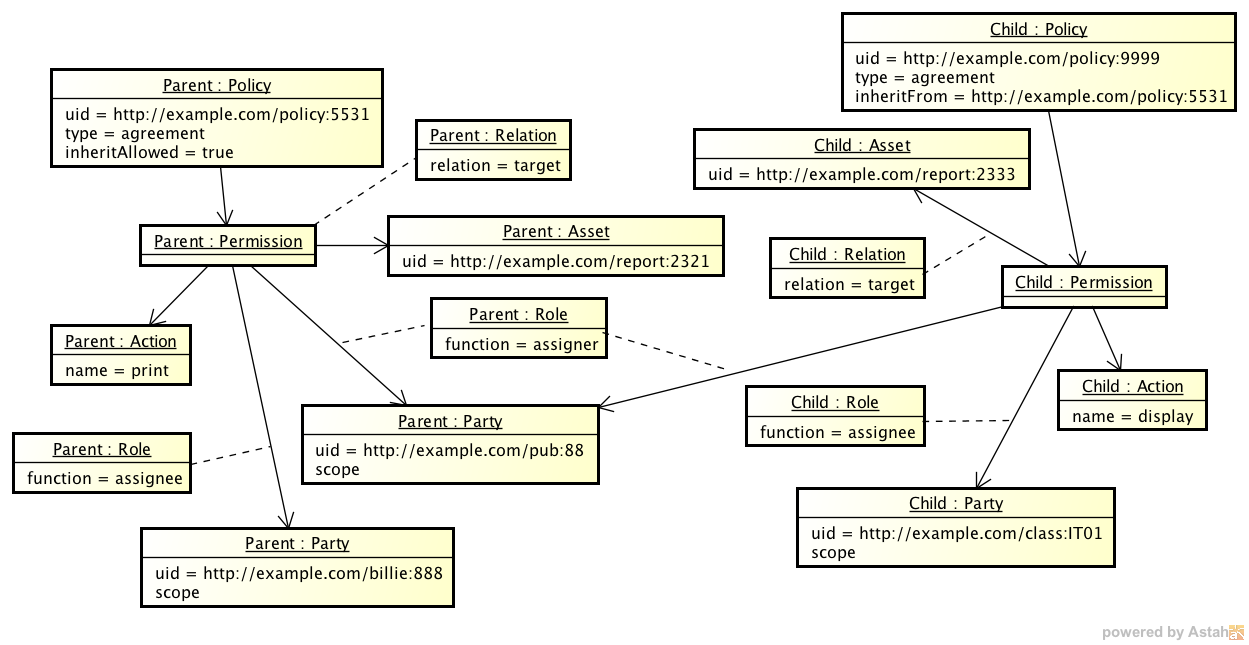 Child : Policy
uid = http://example.com/policy:9999
type = agreement
inheritFrom = http://example.com/policy:5531
Parent : Policy
uid = http://example.com/policy:5531
type = agreement
inheritAllowed = true
Parent : Relation
relation = target
Child : Asset
uid = http://example.com/report:2333
Parent : Permission
Parent : Asset
uid = http://example.com/report:2321
Child : Relation
relation = target
Child : Permission
Parent : Role
function = assigner
Parent : Action
name = print
Child : Action
name = display
Child : Role
function = assignee
Parent : Party
uid = http://example.com/pub:88
scope
Parent : Role
function = assignee
Child : Party
uid = http://example.com/class:IT01
scope
Parent : Party
uid = http://example.com/billie:888
scope
powered by Astah